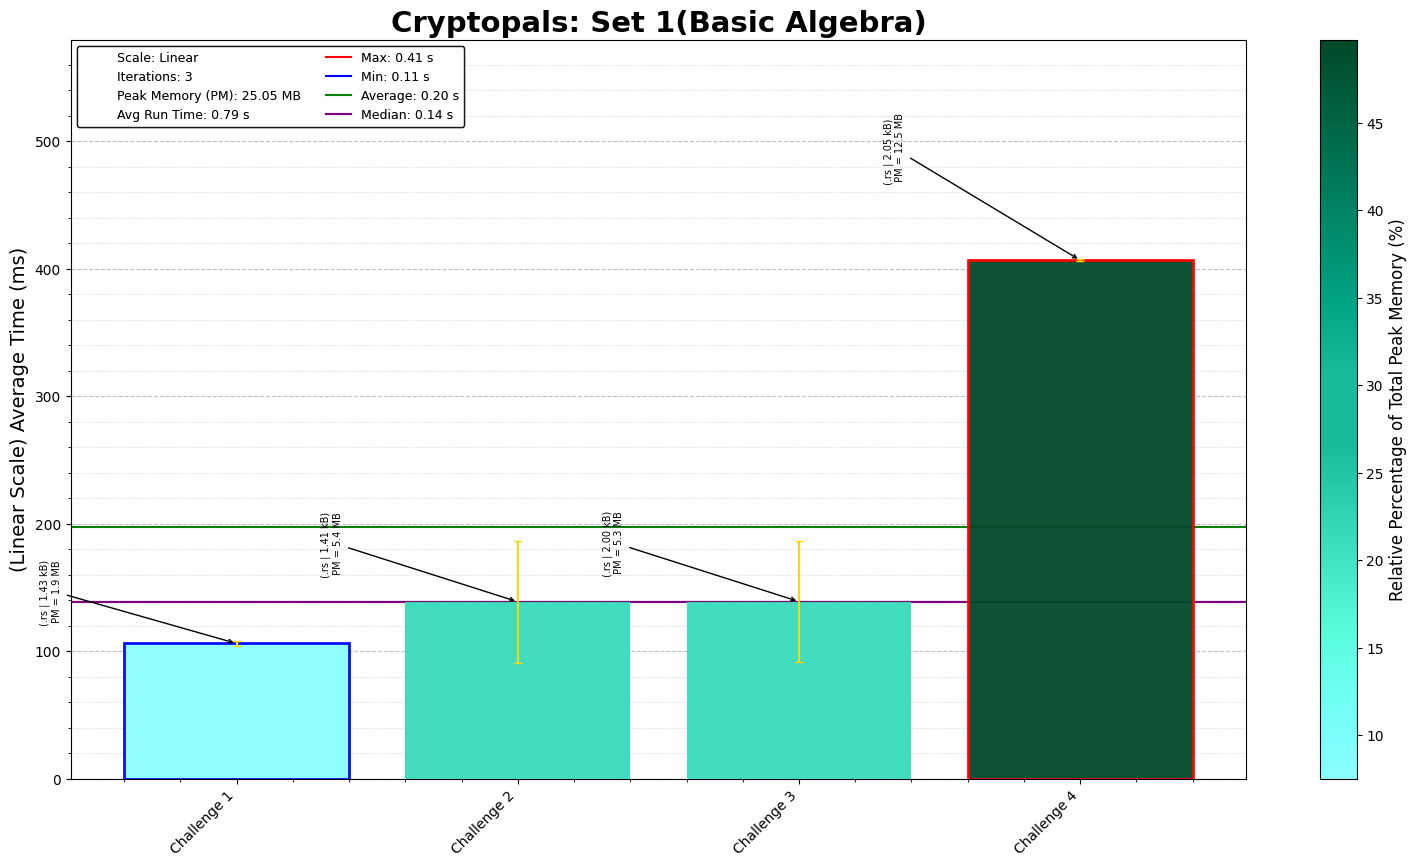 Cryptopals: Set 1(Basic Algebra)
Scale: Linear
Iterations: 3
Peak Memory (PM): 25.05 MB
Avg Run Time: 0.79 s
Max: 0.41 s
Min: 0.11 s
Average: 0.20 s
Median: 0.14 s
(Linear Scale) Average Time (ms)
500
400
300
200
100
0
(.rs | 1.43 kB)
PM = 1.9 MB
(.rs | 1.41 kB)
PM = 5.4 MB
(.rs | 2.00 kB)
PM = 5.3 MB
(.rs | 2.05 kB)
PM = 12.5 MB
Challenge 1
Challenge 2
Challenge 3
Challenge 4
45
40
35
30
25
20
15
10
Relative Percentage of Total Peak Memory (%)